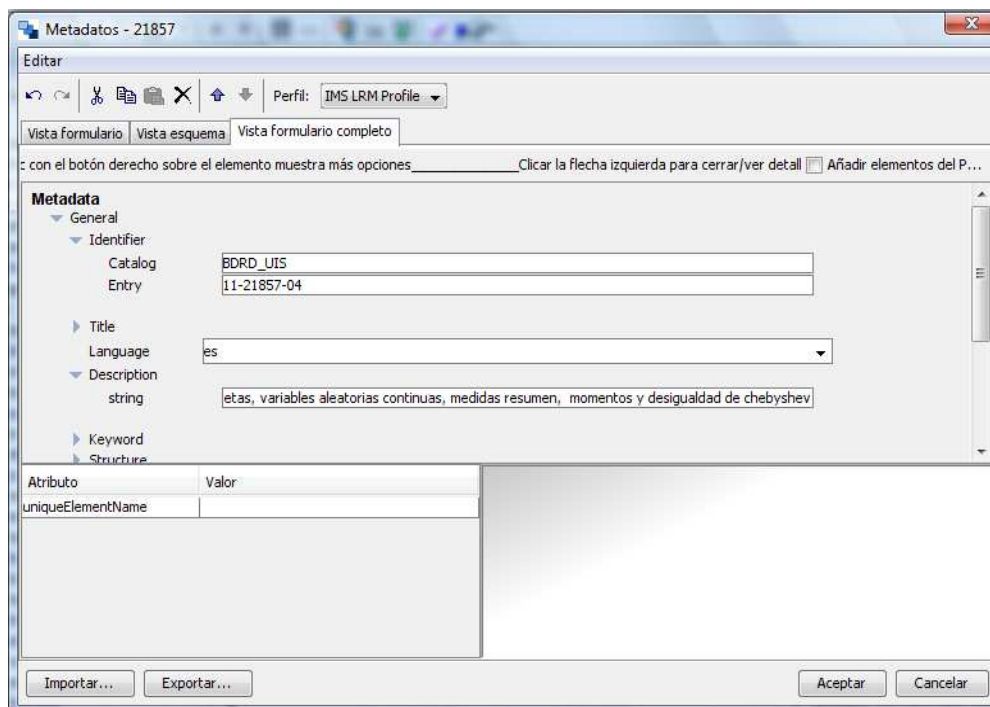 Metadatos - 21857
Editar
Perfil: IMS LRM Profile
Vista formulario Vista esquema Vista formulario completo
c con el botón derecho sobre el elemento muestra más opciones_______________Clicar la flecha izquierda para cerrar/ver detall Añadir elementos del P...
Metadata
General
Identifier
Catalog BDRD_UIS
Entry 11-21857-04
Title
Language es
Description
string etas, variables aleatorias continuas, medidas resumen, momentos y desigualdad de chebyshev
Keyword
Structure
Atributo Valor
uniqueElementName
Importar... Exportar... Aceptar Cancelar